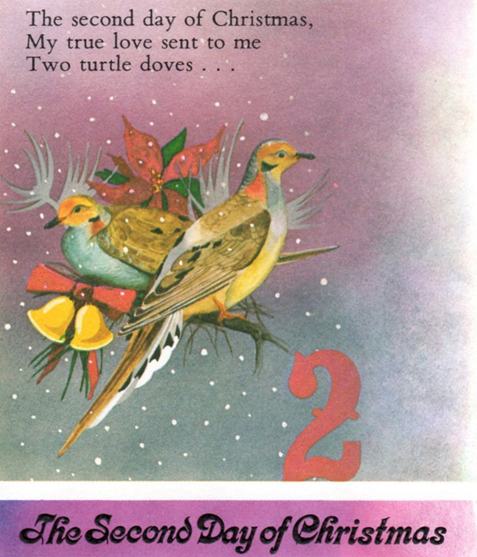 The second day of Christmas,
My true love sent to me
Two turtle doves . . .
2
The Second Day of Christmas